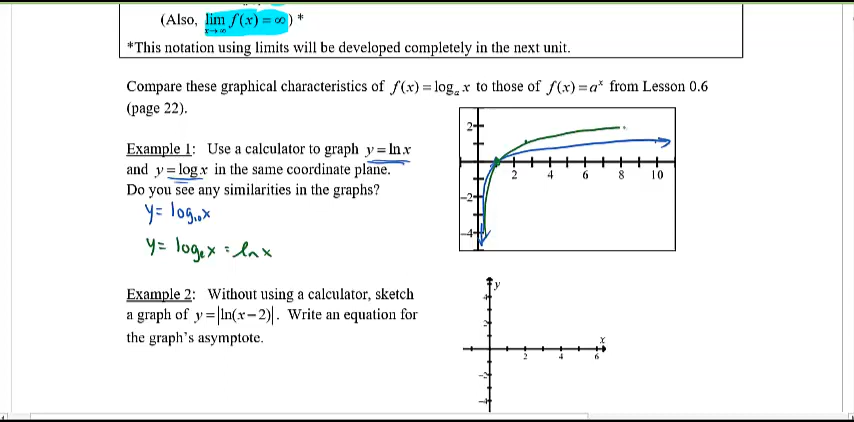 (Also, lim f(x) = ∞) *
x→∞
*This notation using limits will be developed completely in the next unit.
Compare these graphical characteristics of f(x) = logₐ x to those of f(x) = aˣ from Lesson 0.6
(page 22).
Example 1: Use a calculator to graph y = ln x
and y = log x in the same coordinate plane.
Do you see any similarities in the graphs?
y = log₁₀x
y = logₑx = ln x
2
2 4 6 8 10
-2
-4
Example 2: Without using a calculator, sketch
a graph of y = |ln(x − 2)|. Write an equation for
the graph's asymptote.
y
4
2
x
2 4 6
-2
-4